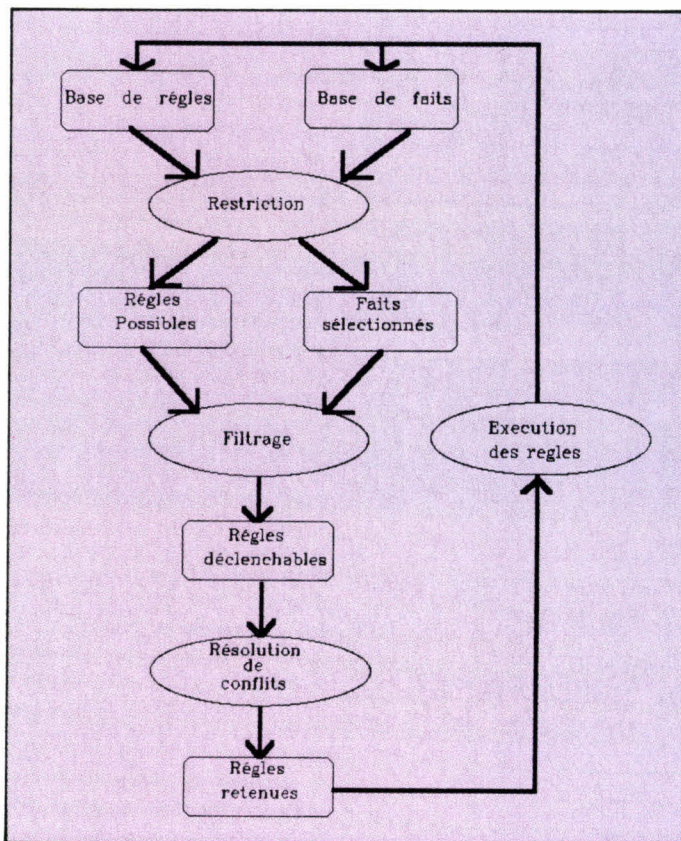 Base de régles
Base de faits
Restriction
Régles
Possibles
Faits
sélectionnés
Filtrage
Execution
des regles
Régles
déclenchables
Résolution
de
conflits
Régles
retenues